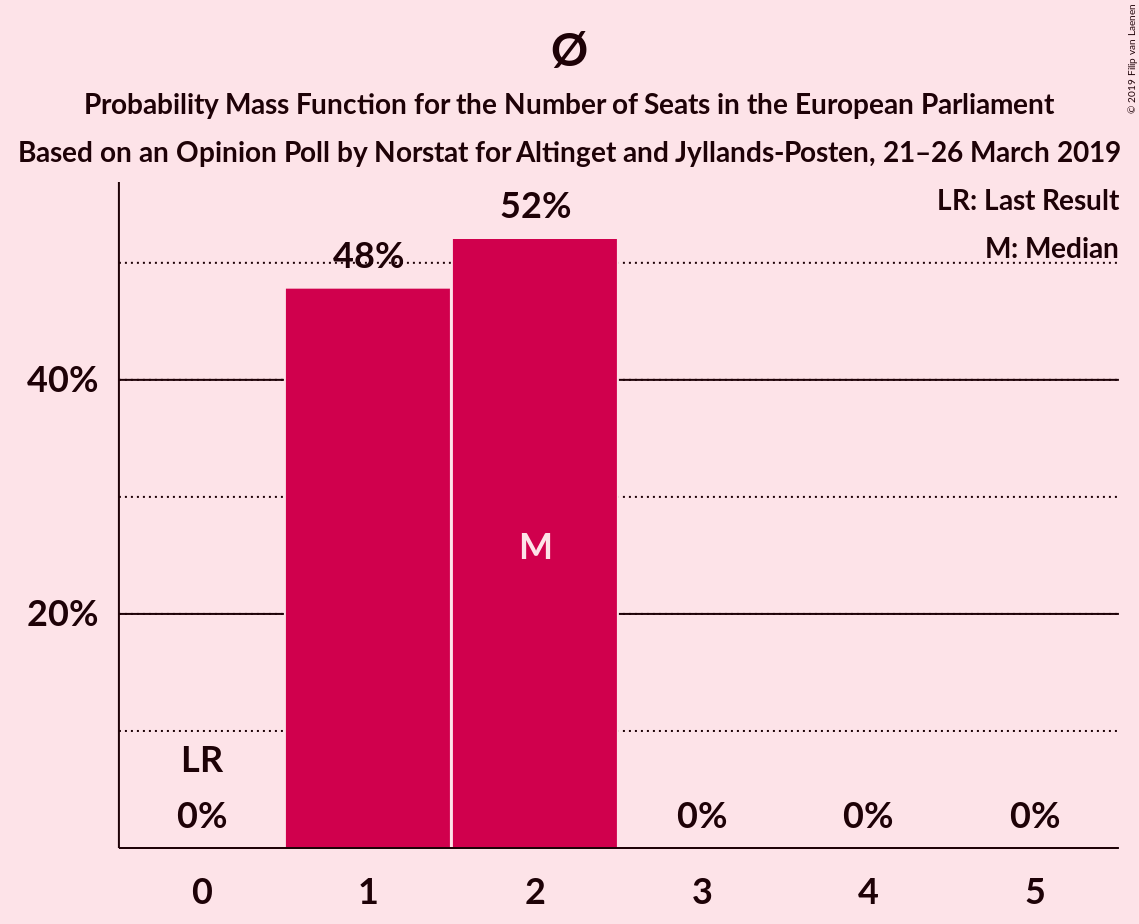 Ø
Probability Mass Function for the Number of Seats in the European Parliament
Based on an Opinion Poll by Norstat for Altinget and Jyllands-Posten, 21–26 March 2019
© 2019 Filip van Laenen
LR: Last Result
M: Median
52%
48%
40%
M
20%
LR
0%
0%
0%
0%
0
1
2
3
4
5